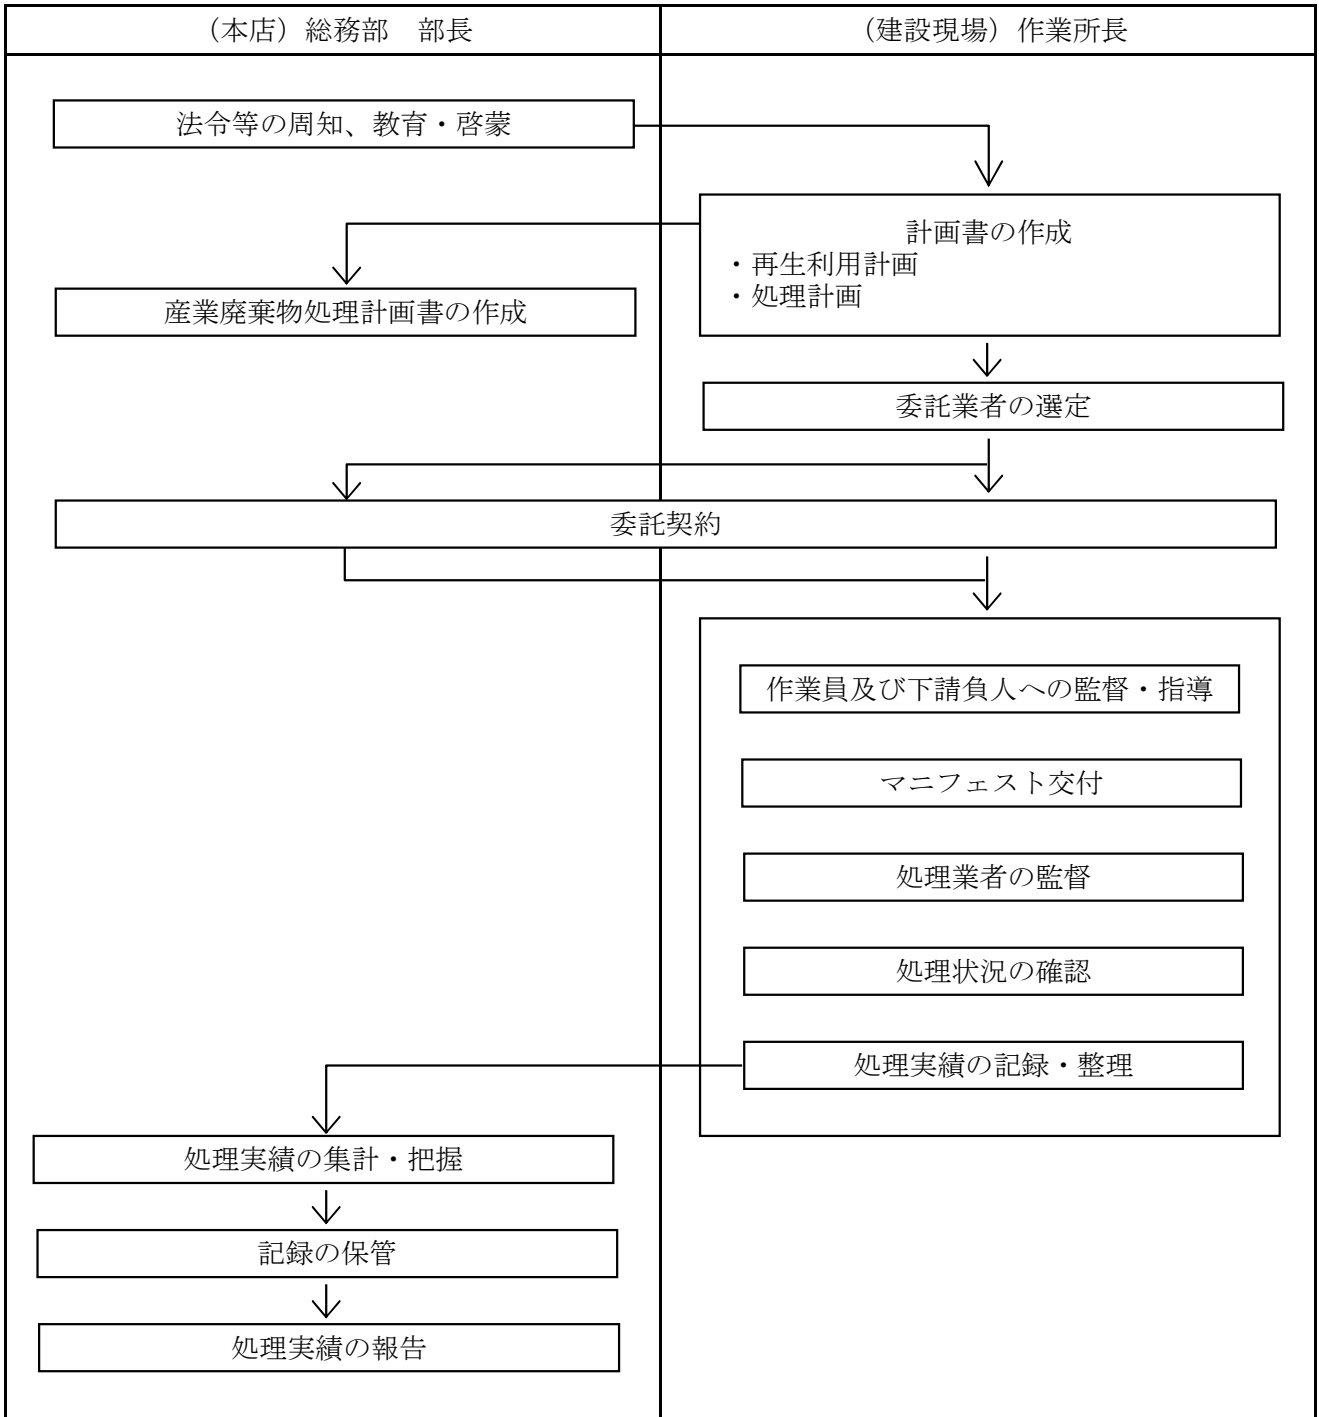 （本店）総務部　部長
（建設現場）作業所長
法令等の周知、教育・啓蒙
計画書の作成
・再生利用計画
・処理計画
産業廃棄物処理計画書の作成
委託業者の選定
委託契約
作業員及び下請負人への監督・指導
マニフェスト交付
処理業者の監督
処理状況の確認
処理実績の記録・整理
処理実績の集計・把握
記録の保管
処理実績の報告